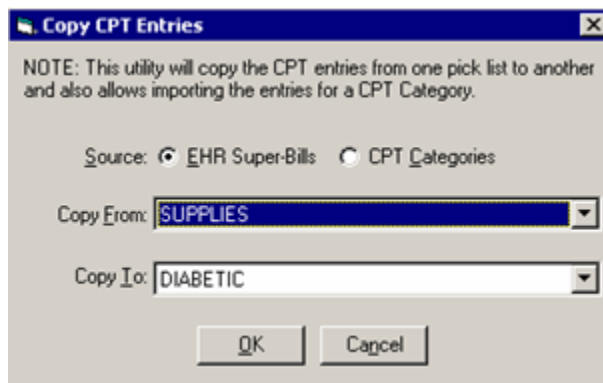 Copy CPT Entries
NOTE: This utility will copy the CPT entries from one pick list to another
and also allows importing the entries for a CPT Category.
Source: EHR Super-Bills CPT Categories
Copy From: SUPPLIES
Copy To: DIABETIC
OK Cancel